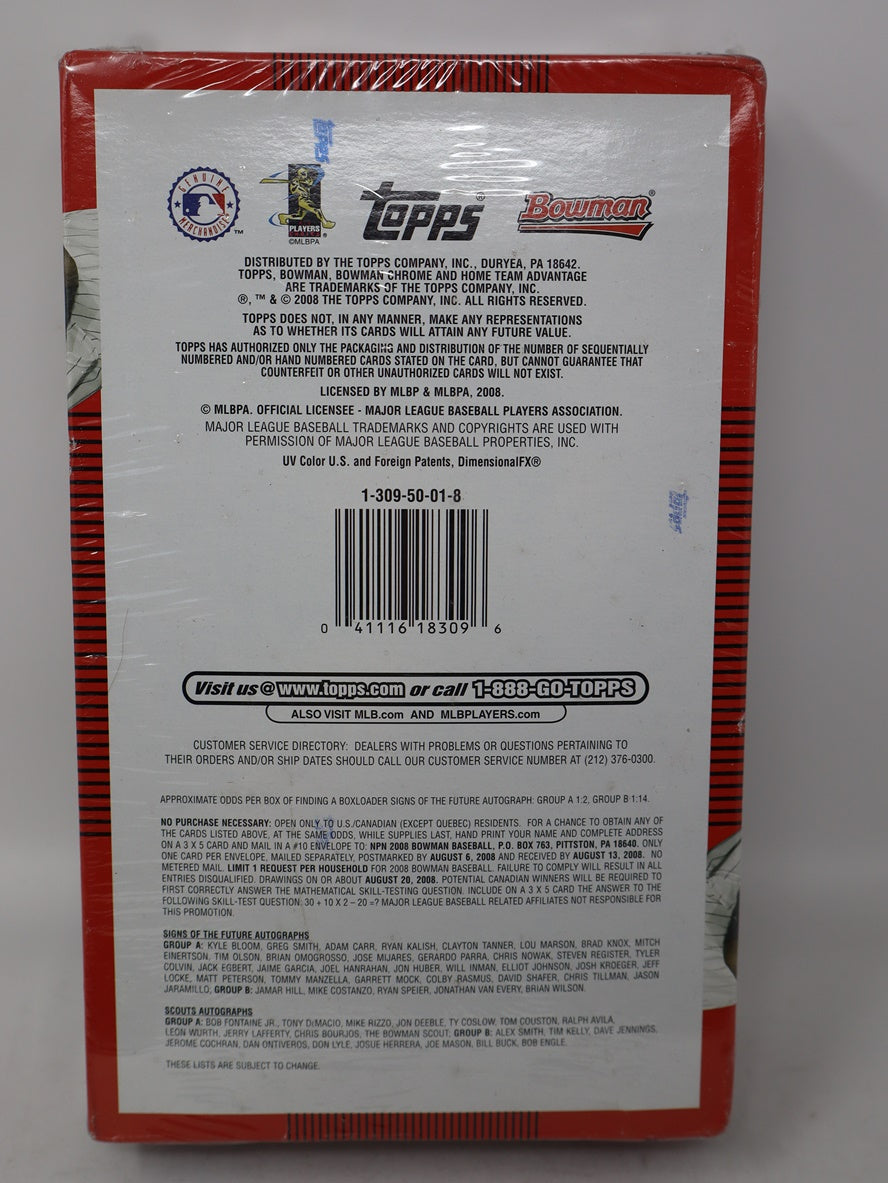 GENUINE MERCHANDISE ™
topps
PLAYERS
CHOICE ®
©MLBPA
topps®
Bowman®
DISTRIBUTED BY THE TOPPS COMPANY, INC., DURYEA, PA 18642.
TOPPS, BOWMAN, BOWMAN CHROME AND HOME TEAM ADVANTAGE
ARE TRADEMARKS OF THE TOPPS COMPANY, INC.
®, ™ & © 2008 THE TOPPS COMPANY, INC. ALL RIGHTS RESERVED.
TOPPS DOES NOT, IN ANY MANNER, MAKE ANY REPRESENTATIONS
AS TO WHETHER ITS CARDS WILL ATTAIN ANY FUTURE VALUE.
TOPPS HAS AUTHORIZED ONLY THE PACKAGING AND DISTRIBUTION OF THE NUMBER OF SEQUENTIALLY
NUMBERED AND/OR HAND NUMBERED CARDS STATED ON THE CARD, BUT CANNOT GUARANTEE THAT
COUNTERFEIT OR OTHER UNAUTHORIZED CARDS WILL NOT EXIST.
LICENSED BY MLBP & MLBPA, 2008.
© MLBPA. OFFICIAL LICENSEE - MAJOR LEAGUE BASEBALL PLAYERS ASSOCIATION.
MAJOR LEAGUE BASEBALL TRADEMARKS AND COPYRIGHTS ARE USED WITH
PERMISSION OF MAJOR LEAGUE BASEBALL PROPERTIES, INC.
UV Color U.S. and Foreign Patents, DimensionalFX®
1-309-50-01-8
0 41116 18309 6
Visit us @ www.topps.com or call 1-888-GO-TOPPS
ALSO VISIT MLB.com AND MLBPLAYERS.com
CUSTOMER SERVICE DIRECTORY: DEALERS WITH PROBLEMS OR QUESTIONS PERTAINING TO
THEIR ORDERS AND/OR SHIP DATES SHOULD CALL OUR CUSTOMER SERVICE NUMBER AT (212) 376-0300.
APPROXIMATE ODDS PER BOX OF FINDING A BOXLOADER SIGNS OF THE FUTURE AUTOGRAPH: GROUP A 1:2, GROUP B 1:14.
NO PURCHASE NECESSARY: OPEN ONLY TO U.S./CANADIAN (EXCEPT QUEBEC) RESIDENTS. FOR A CHANCE TO OBTAIN ANY OF
THE CARDS LISTED ABOVE, AT THE SAME ODDS, WHILE SUPPLIES LAST, HAND PRINT YOUR NAME AND COMPLETE ADDRESS
ON A 3 X 5 CARD AND MAIL IN A #10 ENVELOPE TO: NPN 2008 BOWMAN BASEBALL, P.O. BOX 763, PITTSTON, PA 18640. ONLY
ONE CARD PER ENVELOPE, MAILED SEPARATELY, POSTMARKED BY AUGUST 6, 2008 AND RECEIVED BY AUGUST 13, 2008. NO
METERED MAIL. LIMIT 1 REQUEST PER HOUSEHOLD FOR 2008 BOWMAN BASEBALL. FAILURE TO COMPLY WILL RESULT IN ALL
ENTRIES DISQUALIFIED. DRAWINGS ON OR ABOUT AUGUST 20, 2008. POTENTIAL CANADIAN WINNERS WILL BE REQUIRED TO
FIRST CORRECTLY ANSWER THE MATHEMATICAL SKILL-TESTING QUESTION. INCLUDE ON A 3 X 5 CARD THE ANSWER TO THE
FOLLOWING SKILL-TEST QUESTION: 30 + 10 X 2 – 20 =? MAJOR LEAGUE BASEBALL RELATED AFFILIATES NOT RESPONSIBLE FOR
THIS PROMOTION.
SIGNS OF THE FUTURE AUTOGRAPHS
GROUP A: KYLE BLOOM, GREG SMITH, ADAM CARR, RYAN KALISH, CLAYTON TANNER, LOU MARSON, BRAD KNOX, MITCH
EINERTSON, TIM OLSON, BRIAN OMOGROSSO, JOSE MIJARES, GERARDO PARRA, CHRIS NOWAK, STEVEN REGISTER, TYLER
COLVIN, JACK EGBERT, JAIME GARCIA, JOEL HANRAHAN, JON HUBER, WILL INMAN, ELLIOT JOHNSON, JOSH KROEGER, JEFF
LOCKE, MATT PETERSON, TOMMY MANZELLA, GARRETT MOCK, COLBY RASMUS, DAVID SHAFER, CHRIS TILLMAN, JASON
JARAMILLO, GROUP B: JAMAR HILL, MIKE COSTANZO, RYAN SPEIER, JONATHAN VAN EVERY, BRIAN WILSON.
SCOUTS AUTOGRAPHS
GROUP A: BOB FONTAINE JR., TONY DiMACIO, MIKE RIZZO, JON DEEBLE, TY COSLOW, TOM COUSTON, RALPH AVILA,
LEON WURTH, JERRY LAFFERTY, CHRIS BOURJOS, THE BOWMAN SCOUT. GROUP B: ALEX SMITH, TIM KELLY, DAVE JENNINGS,
JEROME COCHRAN, DAN ONTIVEROS, DON LYLE, JOSUE HERRERA, JOE MASON, BILL BUCK, BOB ENGLE.
THESE LISTS ARE SUBJECT TO CHANGE.